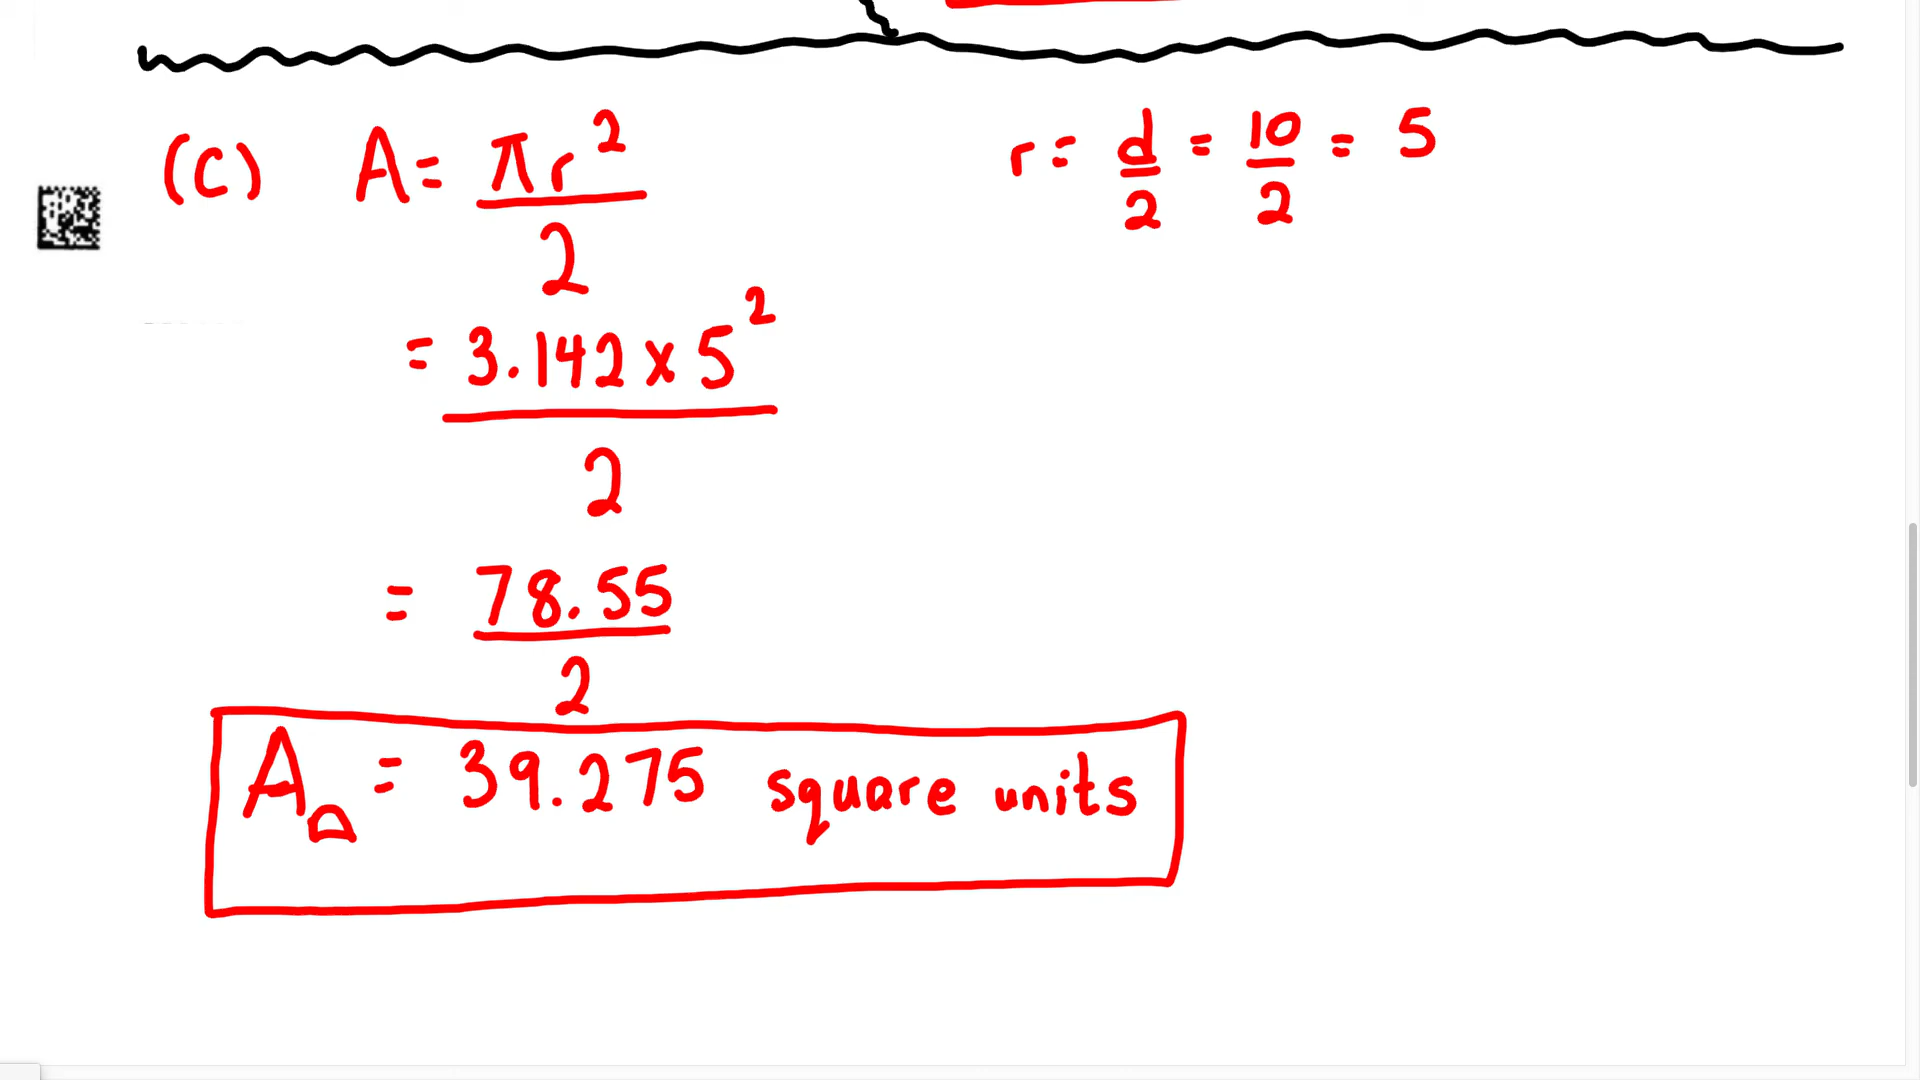 (C) A = πr²/2
r = d/2 = 10/2 = 5
= 3.142 x 5²/2
= 78.55/2
A⌓ = 39.275 square units